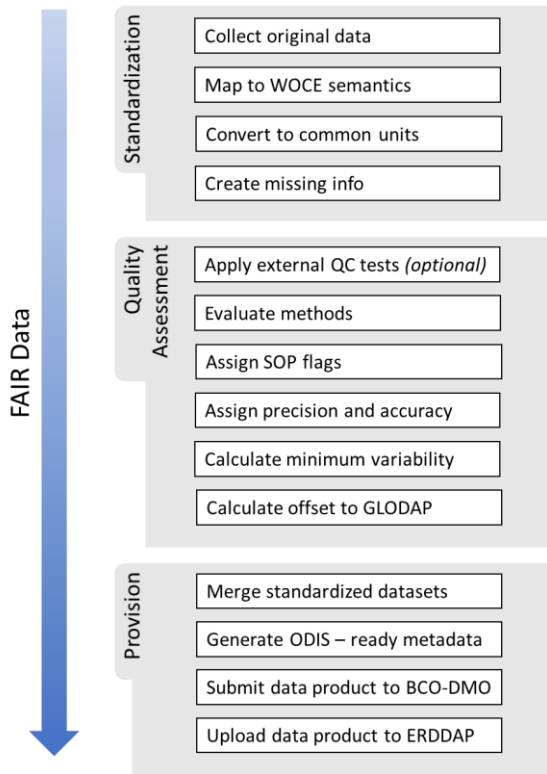 FAIR Data
Standardization
Collect original data
Map to WOCE semantics
Convert to common units
Create missing info
Quality
Assessment
Apply external QC tests (optional)
Evaluate methods
Assign SOP flags
Assign precision and accuracy
Calculate minimum variability
Calculate offset to GLODAP
Provision
Merge standardized datasets
Generate ODIS – ready metadata
Submit data product to BCO-DMO
Upload data product to ERDDAP